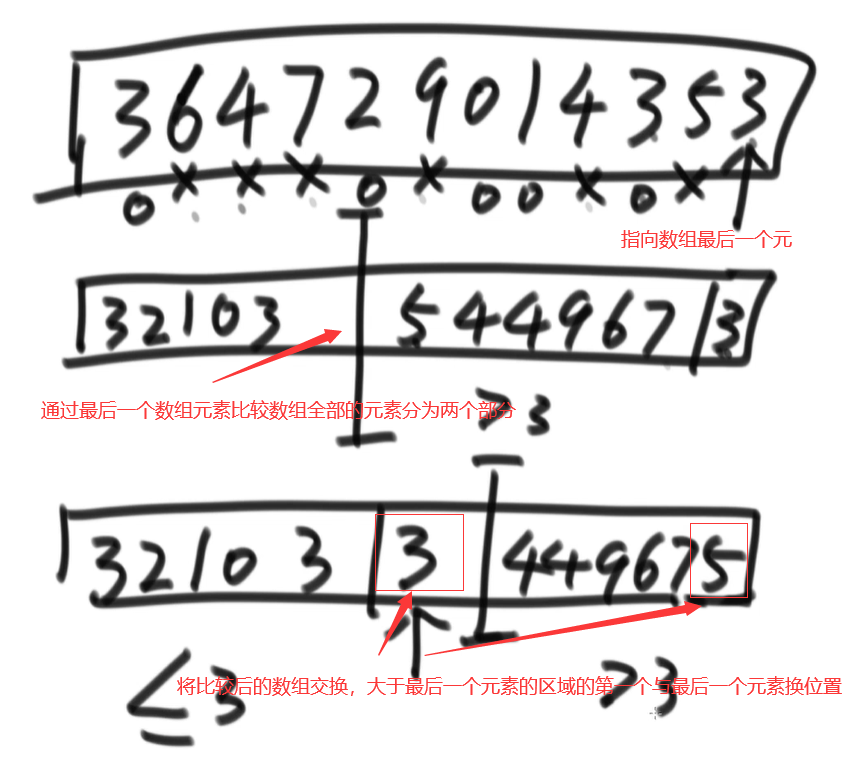 3 6 4 7 2 9 0 1 4 3 5 3
0 x x x 0 x 0 0 x 0 x
指向数组最后一个元
3 2 1 0 3 5 4 4 9 6 7 3
通过最后一个数组元素比较数组全部的元素分为两个部分
>3
3 2 1 0 3 3 4 4 9 6 7 5
将比较后的数组交换，大于最后一个元素的区域的第一个与最后一个元素换位置
≤3
>3